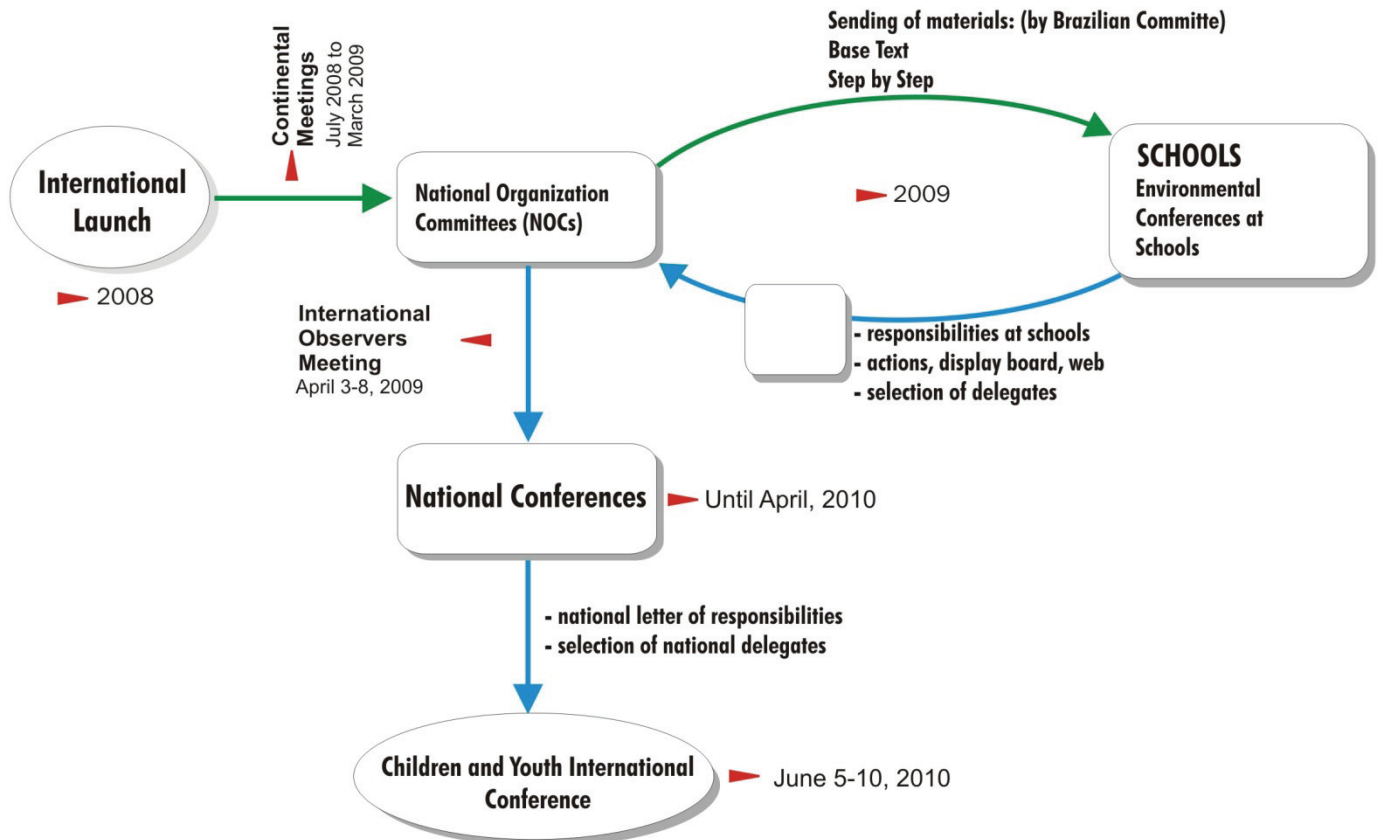 Sending of materials: (by Brazilian Committe)
Base Text
Step by Step
Continental
Meetings
July 2008 to
March 2009
International
Launch
2008
National Organization
Committees (NOCs)
2009
SCHOOLS
Environmental
Conferences at
Schools
International
Observers
Meeting
April 3-8, 2009
- responsibilities at schools
- actions, display board, web
- selection of delegates
National Conferences
Until April, 2010
- national letter of responsibilities
- selection of national delegates
Children and Youth International
Conference
June 5-10, 2010